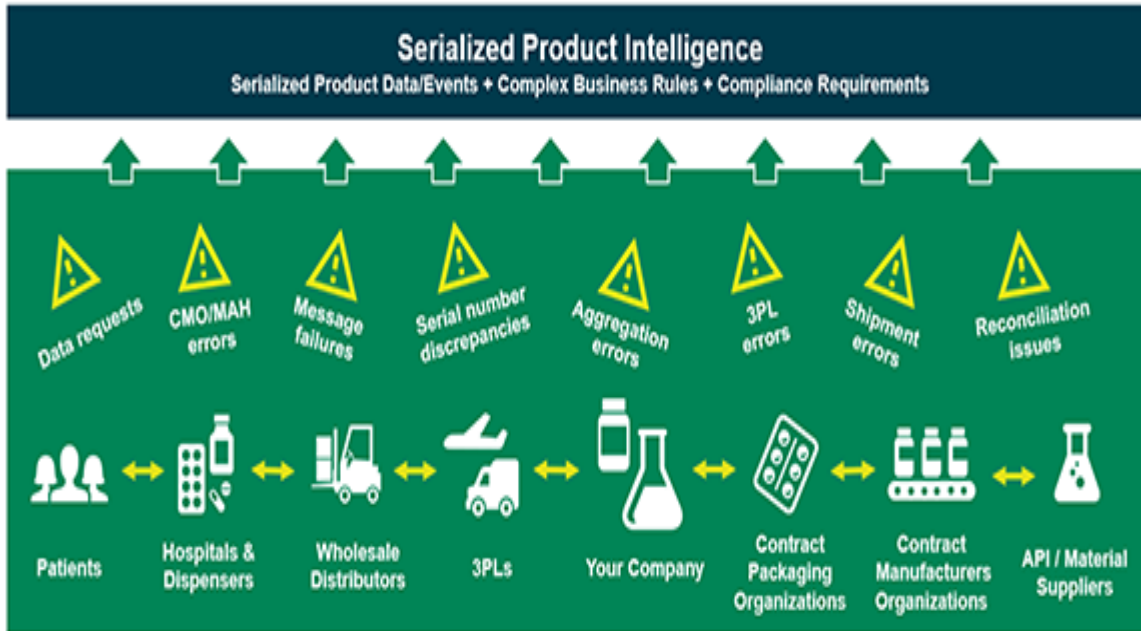 Serialized Product Intelligence
Serialized Product Data/Events + Complex Business Rules + Compliance Requirements
Data requests
CMO/MAH
errors
Message
failures
Serial number
discrepancies
Aggregation
errors
3PL
errors
Shipment
errors
Reconciliation
issues
Patients
Hospitals &
Dispensers
Wholesale
Distributors
3PLs
Your Company
Contract
Packaging
Organizations
Contract
Manufacturers
Organizations
API / Material
Suppliers